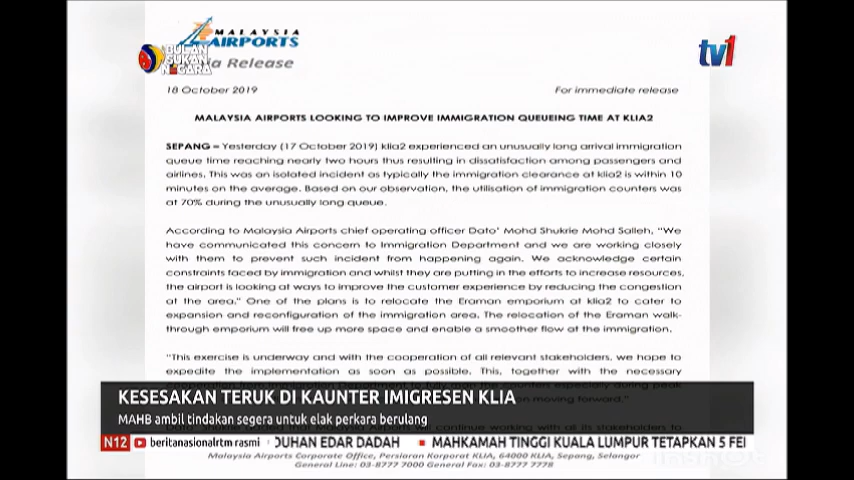 MALAYSIA
AIRPORTS
BULAN
SUKAN
NEGARA
Release
tv1
18 October 2019
For immediate release
MALAYSIA AIRPORTS LOOKING TO IMPROVE IMMIGRATION QUEUEING TIME AT KLIA2
SEPANG – Yesterday (17 October 2019) klia2 experienced an unusually long arrival immigration
queue time reaching nearly two hours thus resulting in dissatisfaction among passengers and
airlines. This was an isolated incident as typically the immigration clearance at klia2 is within 10
minutes on the average. Based on our observation, the utilisation of immigration counters was
at 70% during the unusually long queue.
According to Malaysia Airports chief operating officer Dato' Mohd Shukrie Mohd Salleh, "We
have communicated this concern to Immigration Department and we are working closely
with them to prevent such incident from happening again. We acknowledge certain
constraints faced by immigration and whilst they are putting in the efforts to increase resources,
the airport is looking at ways to improve the customer experience by reducing the congestion
at the area." One of the plans is to relocate the Eraman emporium at klia2 to cater to
expansion and reconfiguration of the immigration area. The relocation of the Eraman walk-
through emporium will free up more space and enable a smoother flow at the immigration.
"This exercise is underway and with the cooperation of all relevant stakeholders, we hope to
expedite the implementation as soon as possible. This, together with the necessary
KESESAKAN TERUK DI KAUNTER IMIGRESEN KLIA
MAHB ambil tindakan segera untuk elak perkara berulang
N12 beritanasionalrtm rasmi DUHAN EDAR DADAH ▪ MAHKAMAH TINGGI KUALA LUMPUR TETAPKAN 5 FEI
Malaysia Airports Corporate Office, Persiaran Korporat KLIA, 64000 KLIA, Sepang, Selangor
General Line: 03-8777 7000 General Fax: 03-8777 7778